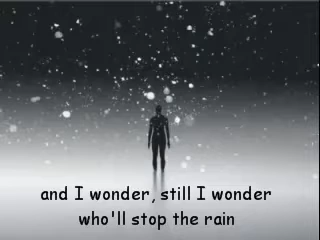 and I wonder, still I wonder
who'll stop the rain